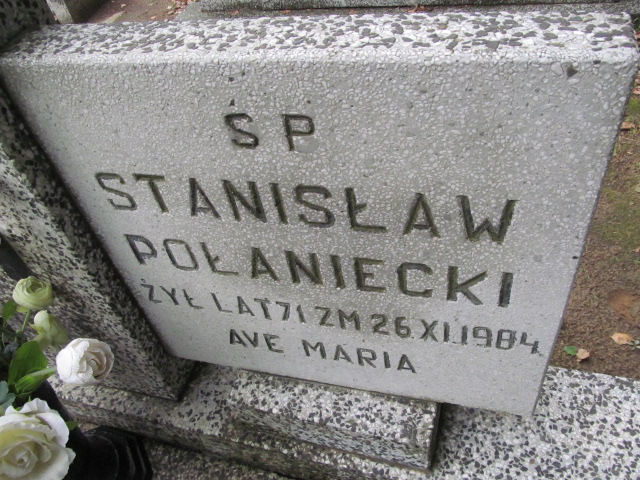 ŚP
STANISŁAW
POŁANIECKI
ŻYŁ LAT 71 ZM 26.XI.1984.
AVE MARIA